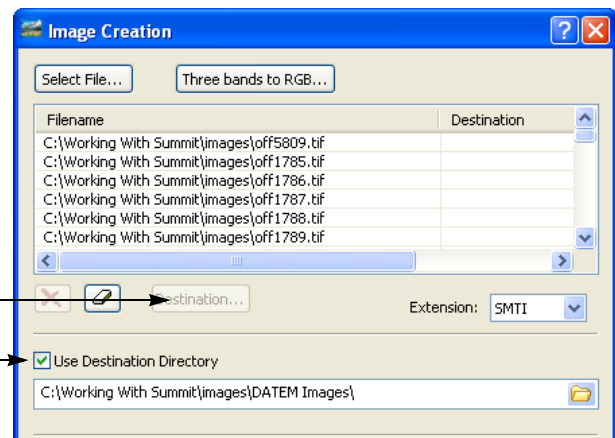 Image Creation
Select File... Three bands to RGB...
Filename Destination
C:\Working With Summit\images\off5809.tif
C:\Working With Summit\images\off1785.tif
C:\Working With Summit\images\off1786.tif
C:\Working With Summit\images\off1787.tif
C:\Working With Summit\images\off1788.tif
C:\Working With Summit\images\off1789.tif
Destination... Extension: SMTI
Use Destination Directory
C:\Working With Summit\images\DATEM Images\